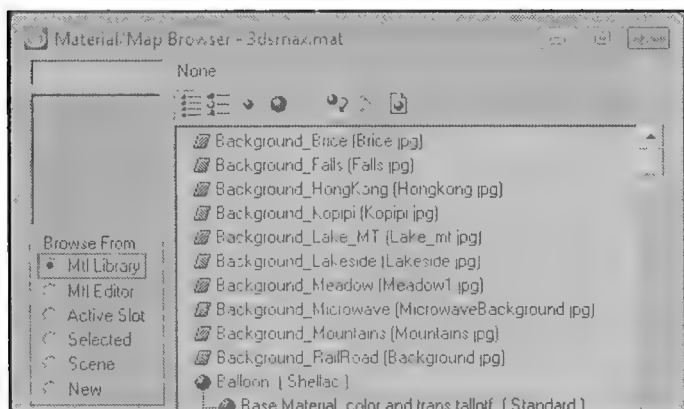 Material/Map Browser - 3dsmax.mat
None
Background_Brice (Brice.jpg)
Background_Falls (Falls.jpg)
Background_HongKong (Hongkong.jpg)
Background_Kopipi (Kopipi.jpg)
Background_Lake_MT (Lake_mt.jpg)
Background_Lakeside (Lakeside.jpg)
Background_Meadow (Meadow1.jpg)
Background_Microwave (MicrowaveBackground.jpg)
Background_Mountains (Mountains.jpg)
Background_RailRoad (Background.jpg)
Balloon ( Shellac )
Base Material color and trans ( Standard )
Browse From
Mtl Library
Mtl Editor
Active Slot
Selected
Scene
New